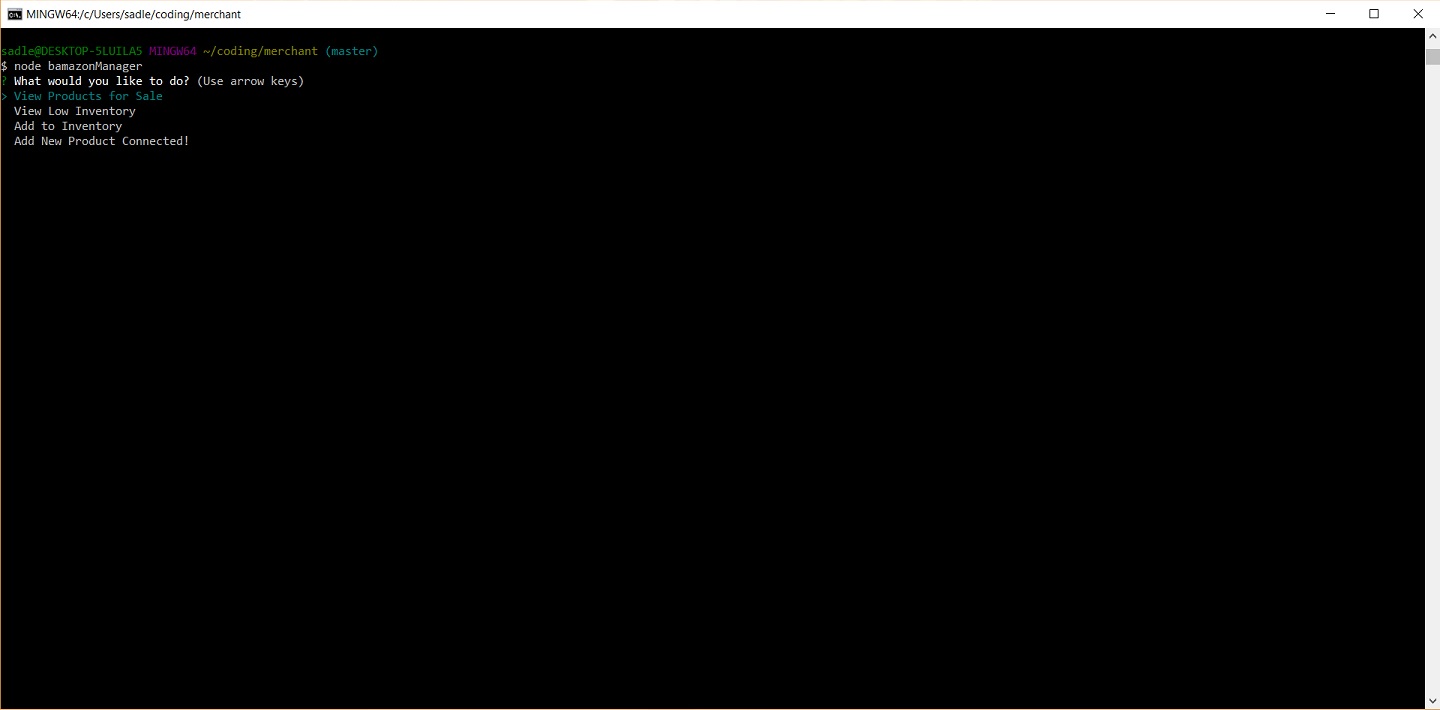 MINGW64:/c/Users/sadle/coding/merchant
sadle@DESKTOP-5LUILA5 MINGW64 ~/coding/merchant (master)
$ node bamazonManager
? What would you like to do? (Use arrow keys)
> View Products for Sale
View Low Inventory
Add to Inventory
Add New Product Connected!